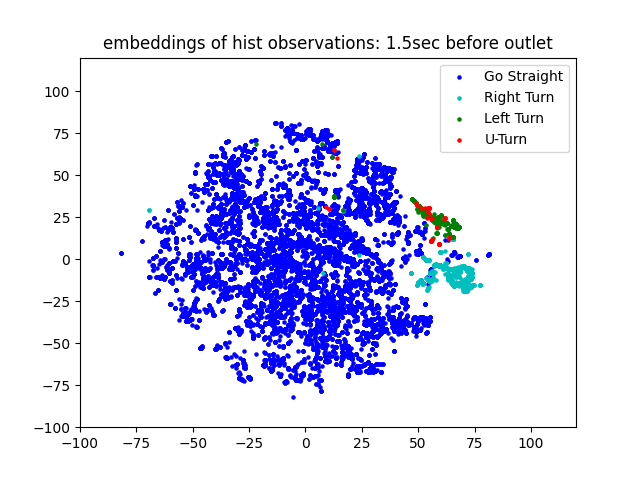 embeddings of hist observations: 1.5sec before outlet
Go Straight
Right Turn
Left Turn
U-Turn
100
75
50
25
0
−25
−50
−75
−100
−100 −75 −50 −25 0 25 50 75 100